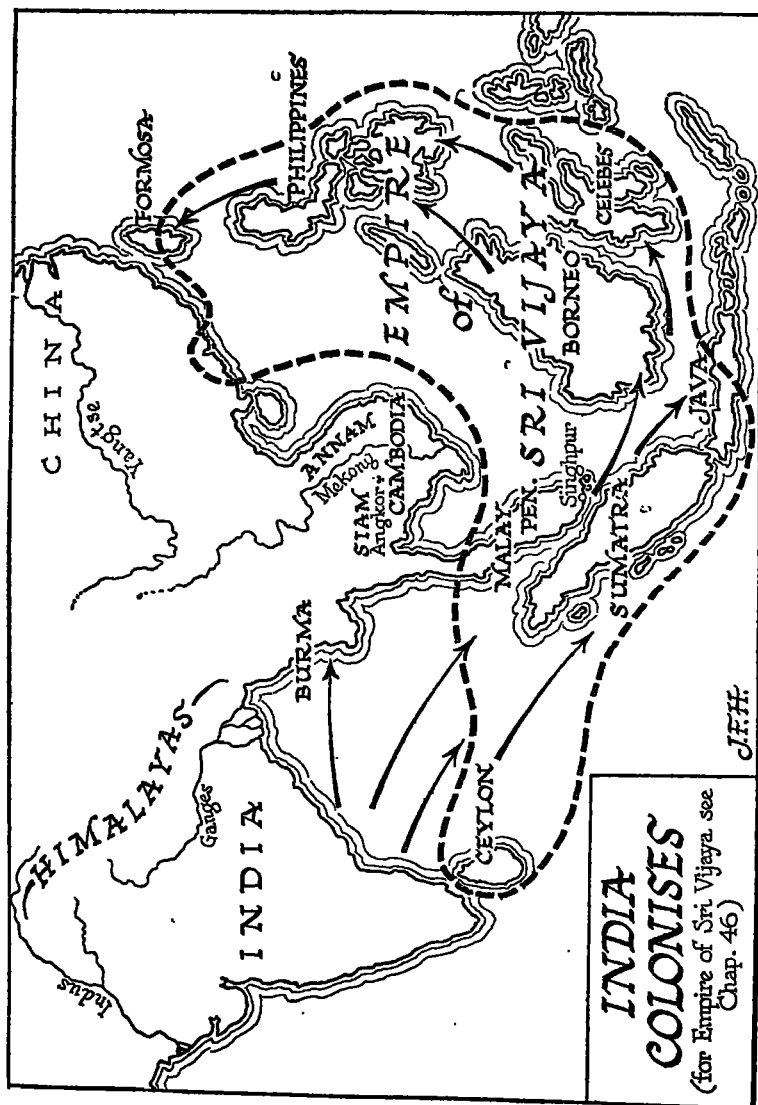 CHINA
Yangtse
HIMALAYAS
Indus
Ganges
INDIA
BURMA
FORMOSA
PHILIPPINES
ANNAM
Mekong
SIAM
Angkor
CAMBODIA
EMPIRE
of
SRI VIJAYA
MALAY
PEN.
Singhpur
BORNEO
CELEBES
SUMATRA
JAVA
CEYLON
INDIA
COLONISES
(for Empire of Sri Vijaya see
Chap. 46)
J.F.H.